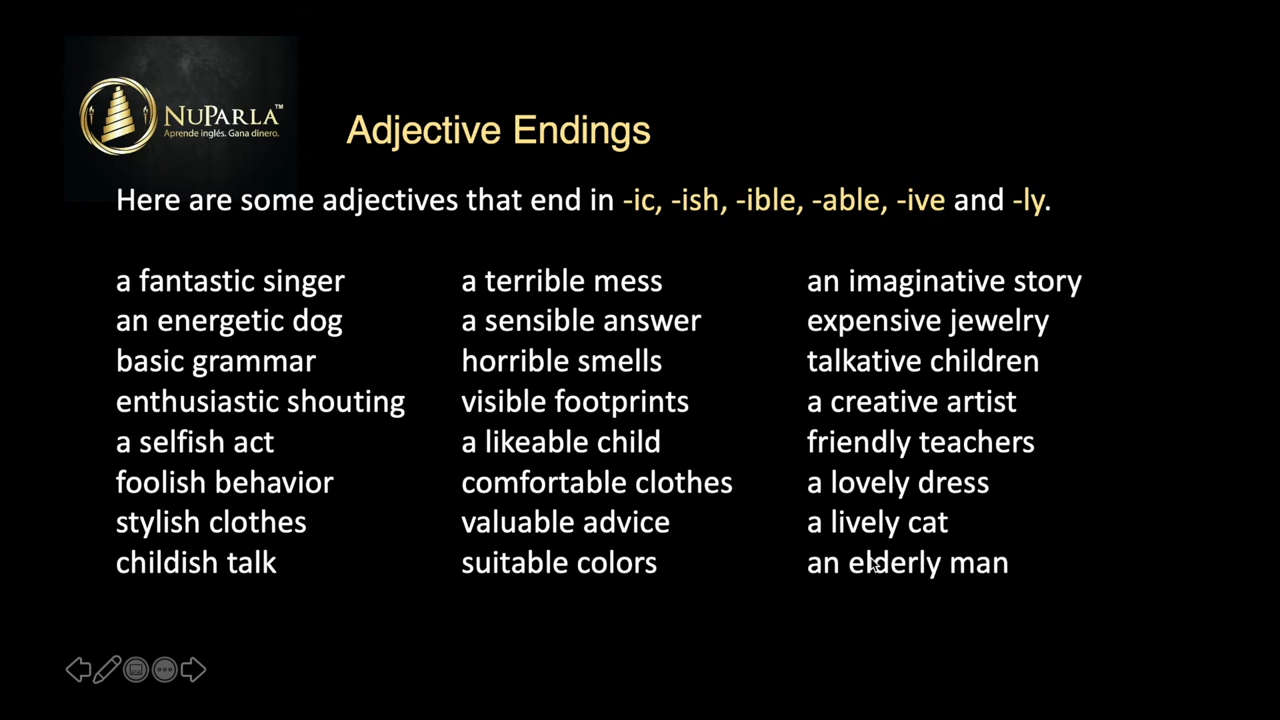 NUPARLA™
Aprende inglés. Gana dinero.
Adjective Endings
Here are some adjectives that end in -ic, -ish, -ible, -able, -ive and -ly.
a fantastic singer
an energetic dog
basic grammar
enthusiastic shouting
a selfish act
foolish behavior
stylish clothes
childish talk
a terrible mess
a sensible answer
horrible smells
visible footprints
a likeable child
comfortable clothes
valuable advice
suitable colors
an imaginative story
expensive jewelry
talkative children
a creative artist
friendly teachers
a lovely dress
a lively cat
an elderly man